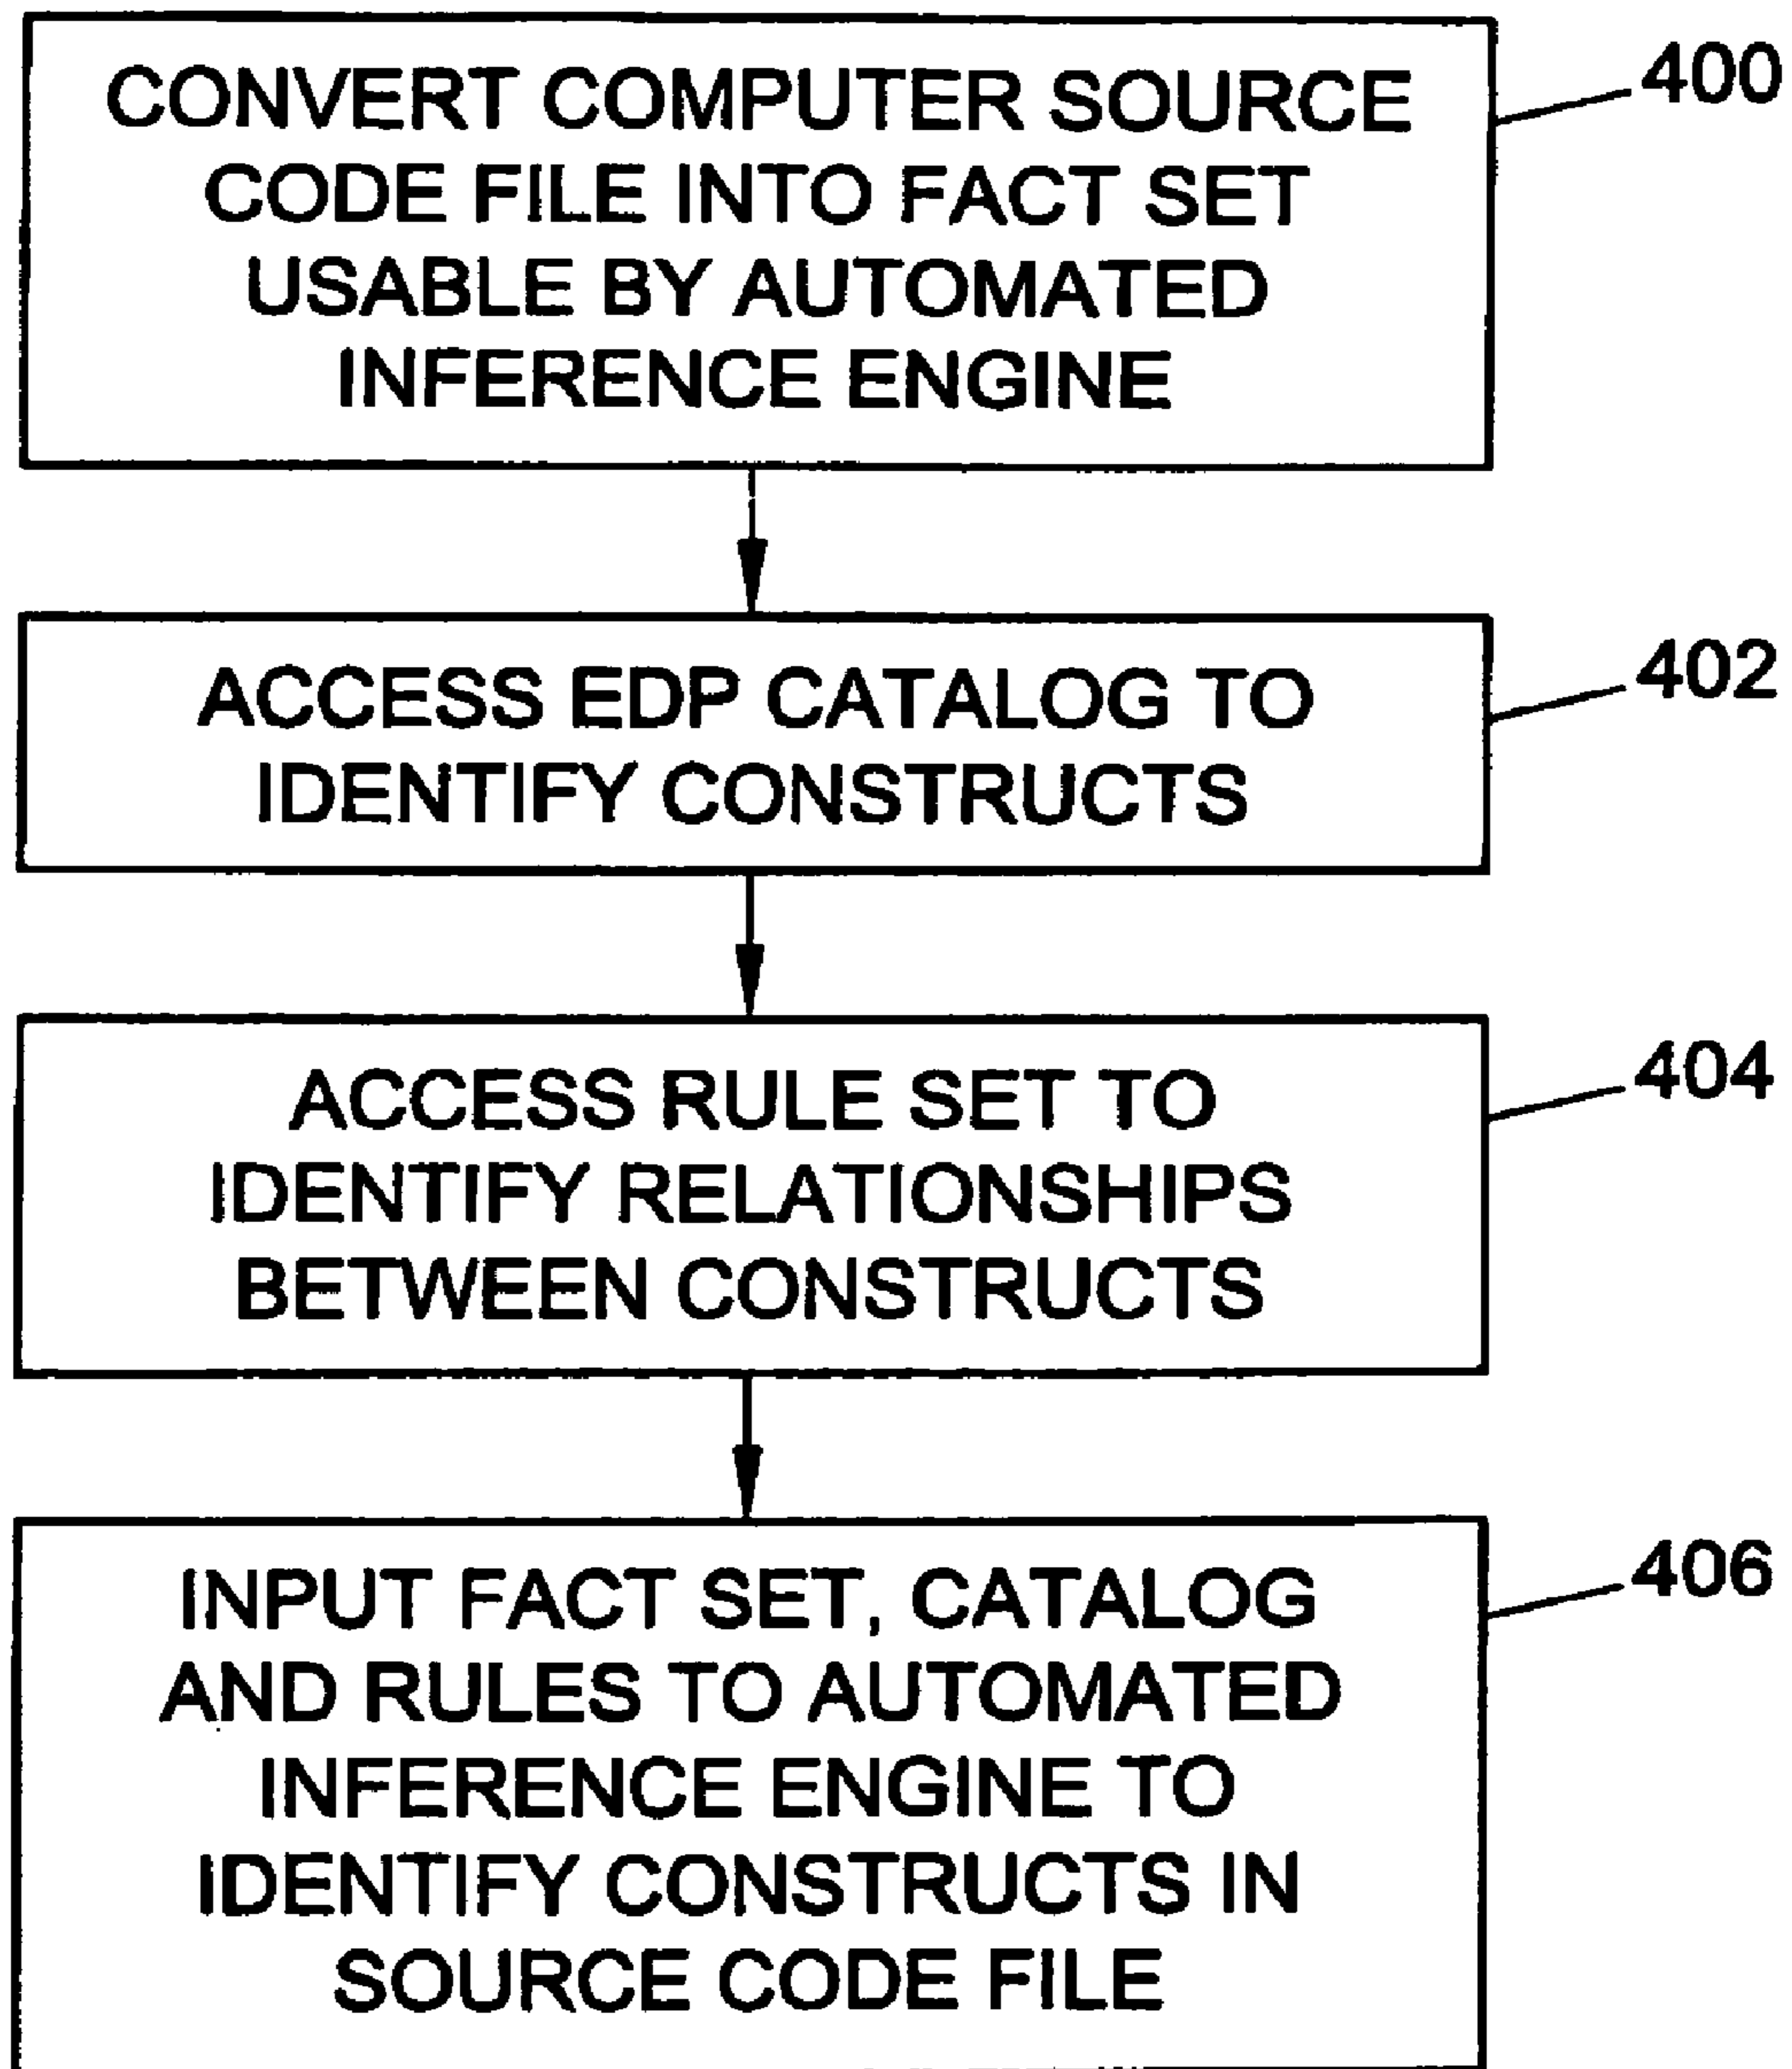 CONVERT COMPUTER SOURCE
CODE FILE INTO FACT SET
USABLE BY AUTOMATED
INFERENCE ENGINE
400
ACCESS EDP CATALOG TO
IDENTIFY CONSTRUCTS
402
ACCESS RULE SET TO
IDENTIFY RELATIONSHIPS
BETWEEN CONSTRUCTS
404
INPUT FACT SET, CATALOG
AND RULES TO AUTOMATED
INFERENCE ENGINE TO
IDENTIFY CONSTRUCTS IN
SOURCE CODE FILE
406